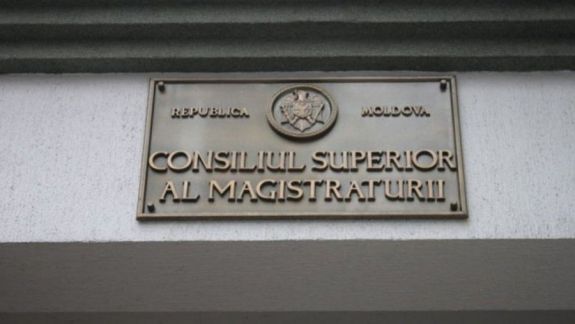 REPUBLICA MOLDOVA
CONSILIUL SUPERIOR
AL MAGISTRATURII